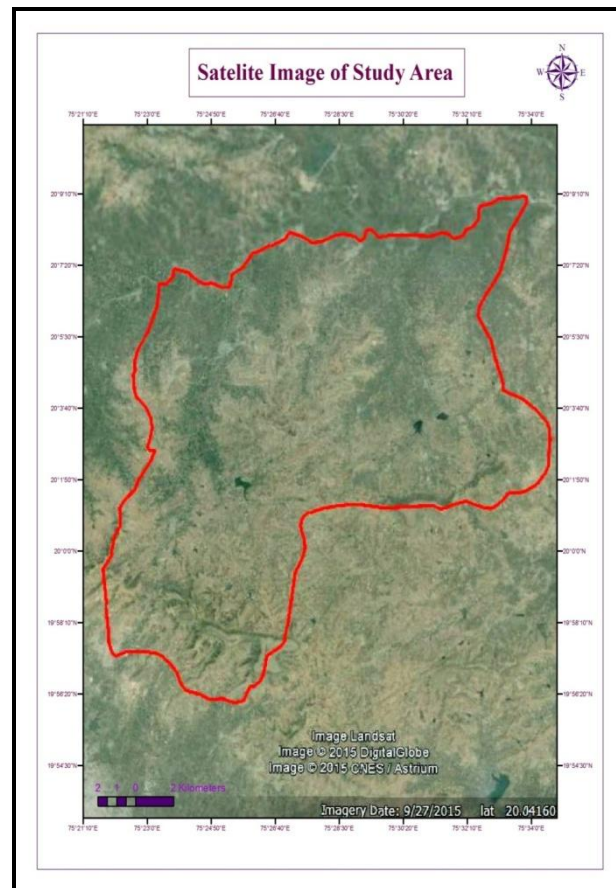 Satelite Image of Study Area
N
W E
S
75°21'10"E 75°23'0"E 75°24'50"E 75°26'40"E 75°28'30"E 75°30'20"E 75°32'10"E 75°34'0"E
20°9'10"N 20°9'10"N
20°7'20"N 20°7'20"N
20°5'30"N 20°5'30"N
20°3'40"N 20°3'40"N
20°1'50"N 20°1'50"N
20°0'0"N 20°0'0"N
19°58'10"N 19°58'10"N
19°56'20"N 19°56'20"N
19°54'30"N 19°54'30"N
Image Landsat
Image © 2015 DigitalGlobe
Image © 2015 CNES / Astrium
2 1 0 2 Kilometers
Imagery Date: 9/27/2015 lat 20.04160
75°21'10"E 75°23'0"E 75°24'50"E 75°26'40"E 75°28'30"E 75°30'20"E 75°32'10"E 75°34'0"E